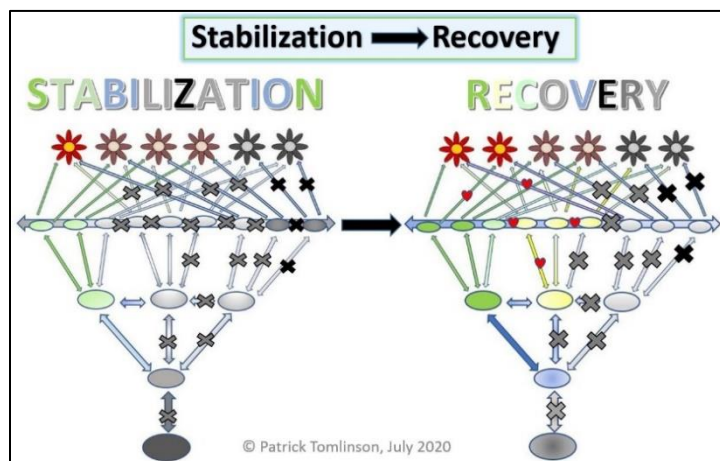 Stabilization Recovery
STABILIZATION RECOVERY
© Patrick Tomlinson, July 2020